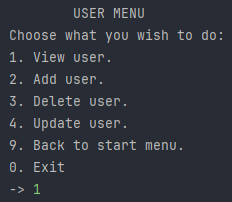 USER MENU
Choose what you wish to do:
1. View user.
2. Add user.
3. Delete user.
4. Update user.
9. Back to start menu.
0. Exit
-> 1